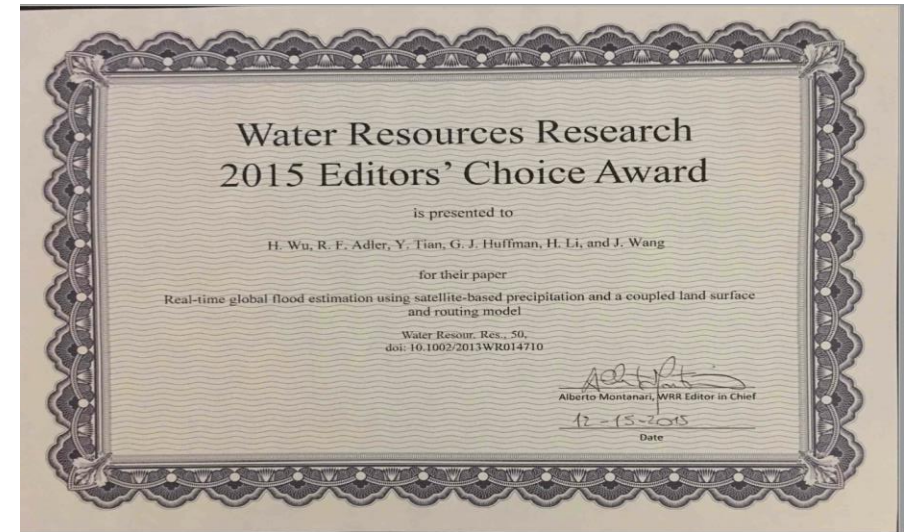 Water Resources Research
2015 Editors' Choice Award
is presented to
H. Wu, R. F. Adler, Y. Tian, G. J. Huffman, H. Li, and J. Wang
for their paper
Real-time global flood estimation using satellite-based precipitation and a coupled land surface
and routing model
Water Resour. Res., 50,
doi: 10.1002/2013WR014710
Alberto Montanari, WRR Editor in Chief
12-15-2015
Date